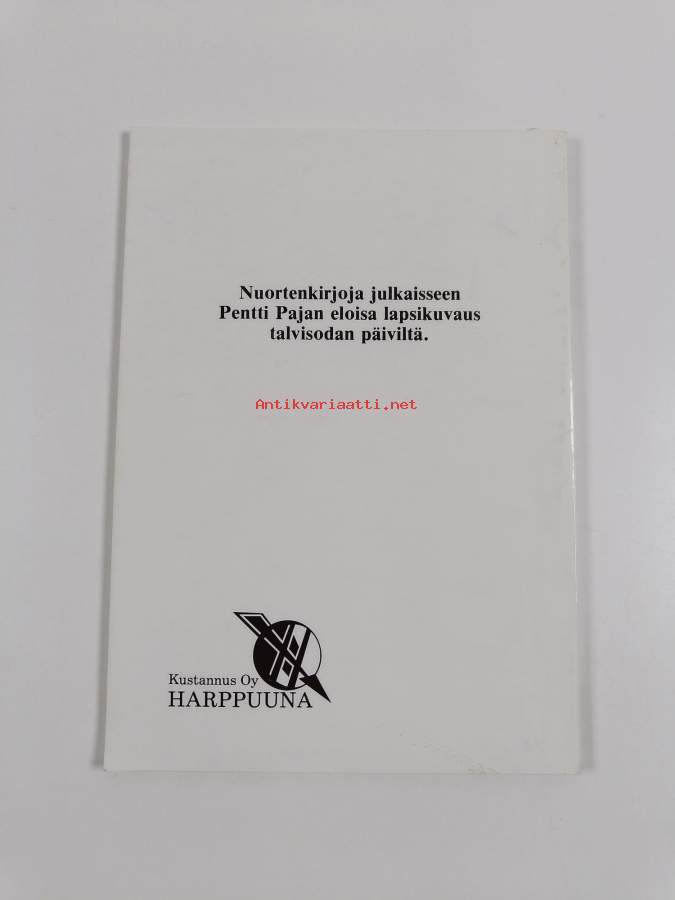 Nuortenkirjoja julkaisseen
Pentti Pajan eloisa lapsikuvaus
talvisodan päiviltä.
Antikvariaatti.net
Kustannus Oy
HARPPUUNA